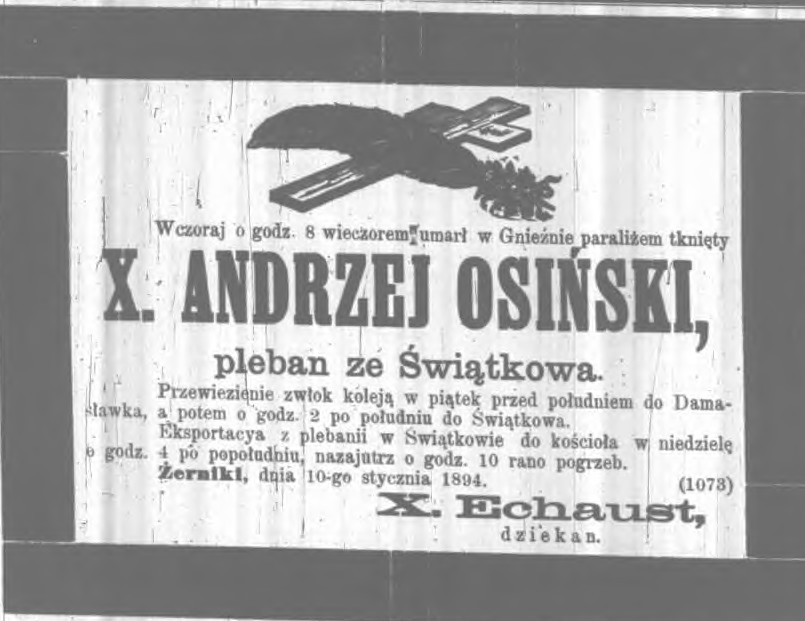 Wczoraj o godz. 8 wieczorem umarł w Gnieźnie paraliżem tknięty
X. ANDRZEJ OSIŃSKI,
pleban ze Świątkowa.
Przewiezienie zwłok koleją w piątek przed południem do Dama-
sławka, a potem o godz. 2 po południu do Świątkowa.
Eksportacya z plebanii w Świątkowie do kościoła w niedzielę
o godz. 4 po popołudniu, nazajutrz o godz. 10 rano pogrzeb.
Żerniki, dnia 10-go stycznia 1894. (1073)
X. Echaust,
dziekan.